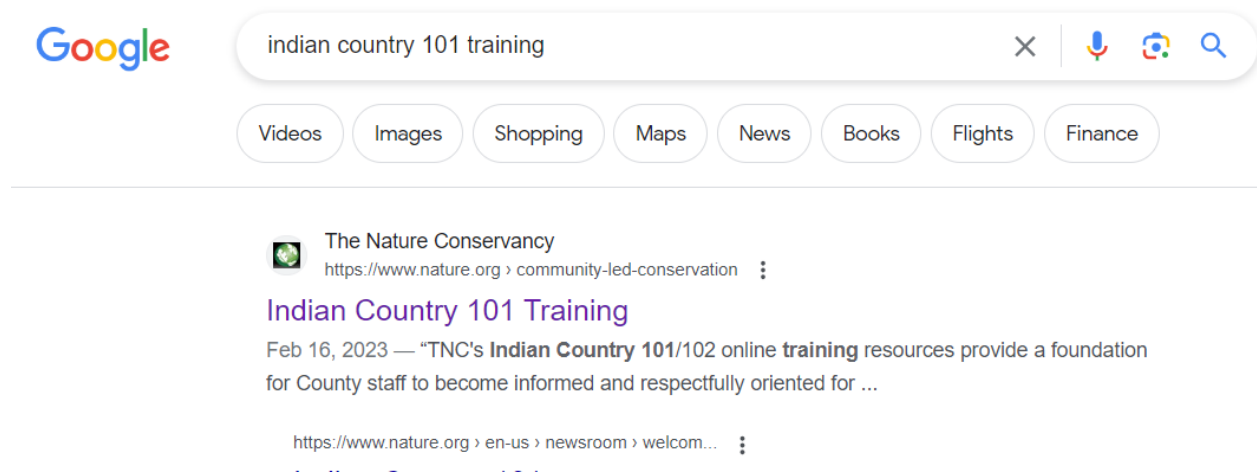 Google
indian country 101 training
Videos Images Shopping Maps News Books Flights Finance
The Nature Conservancy
https://www.nature.org › community-led-conservation
Indian Country 101 Training
Feb 16, 2023 — “TNC's Indian Country 101/102 online training resources provide a foundation
for County staff to become informed and respectfully oriented for ...
https://www.nature.org › en-us › newsroom › welcom...